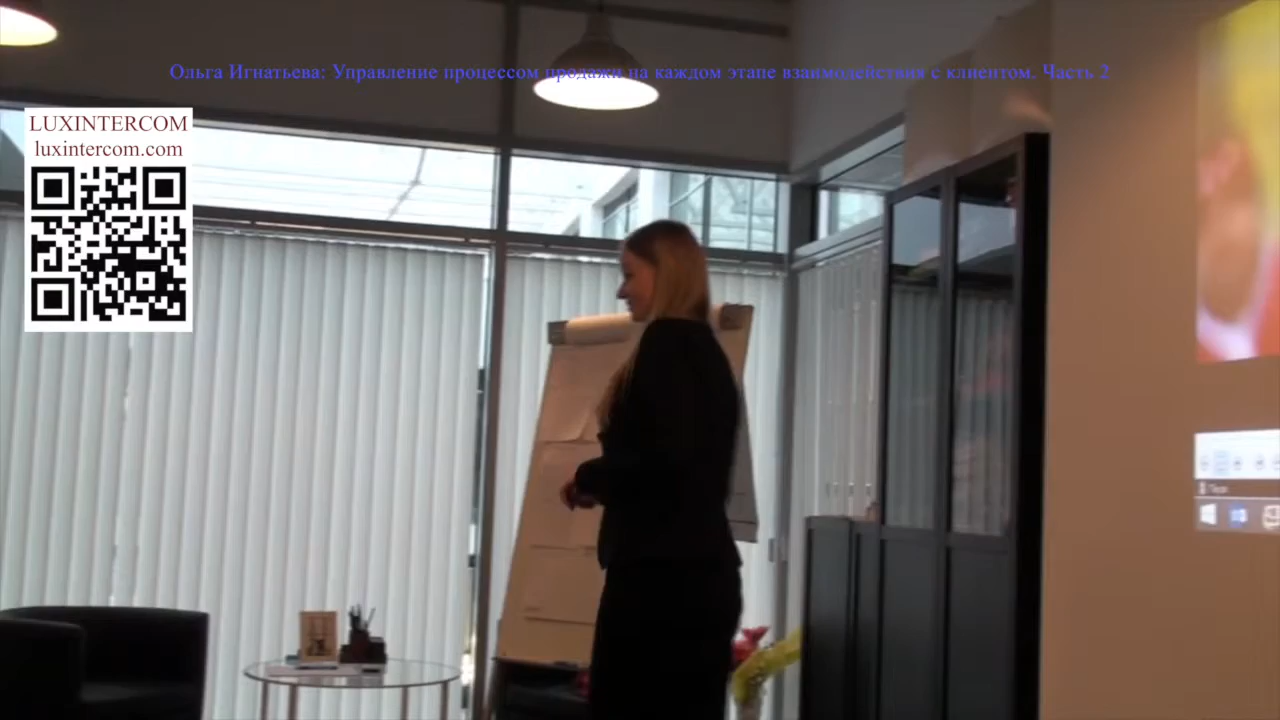 Ольга Игнатьева: Управление процессом продажи на каждом этапе взаимодействия с клиентом. Часть 2
LUXINTERCOM
luxintercom.com